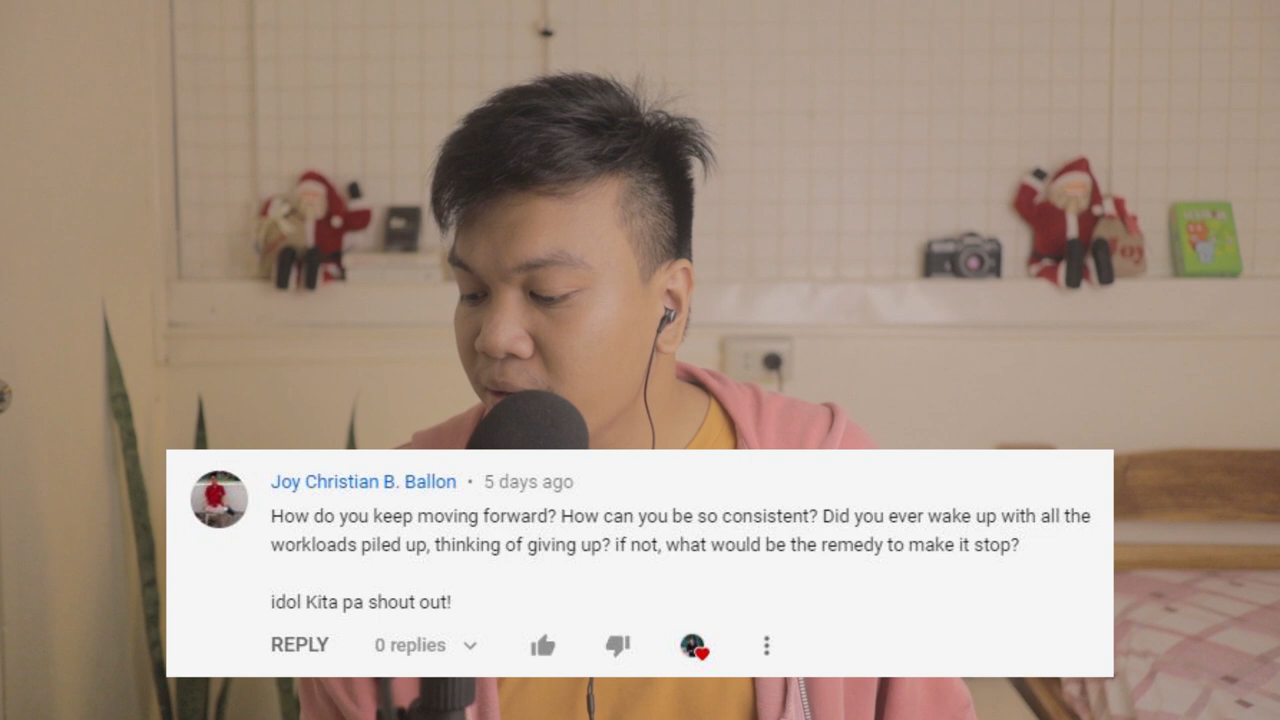 Joy Christian B. Ballon • 5 days ago
How do you keep moving forward? How can you be so consistent? Did you ever wake up with all the
workloads piled up, thinking of giving up? if not, what would be the remedy to make it stop?
idol Kita pa shout out!
REPLY 0 replies
Joy